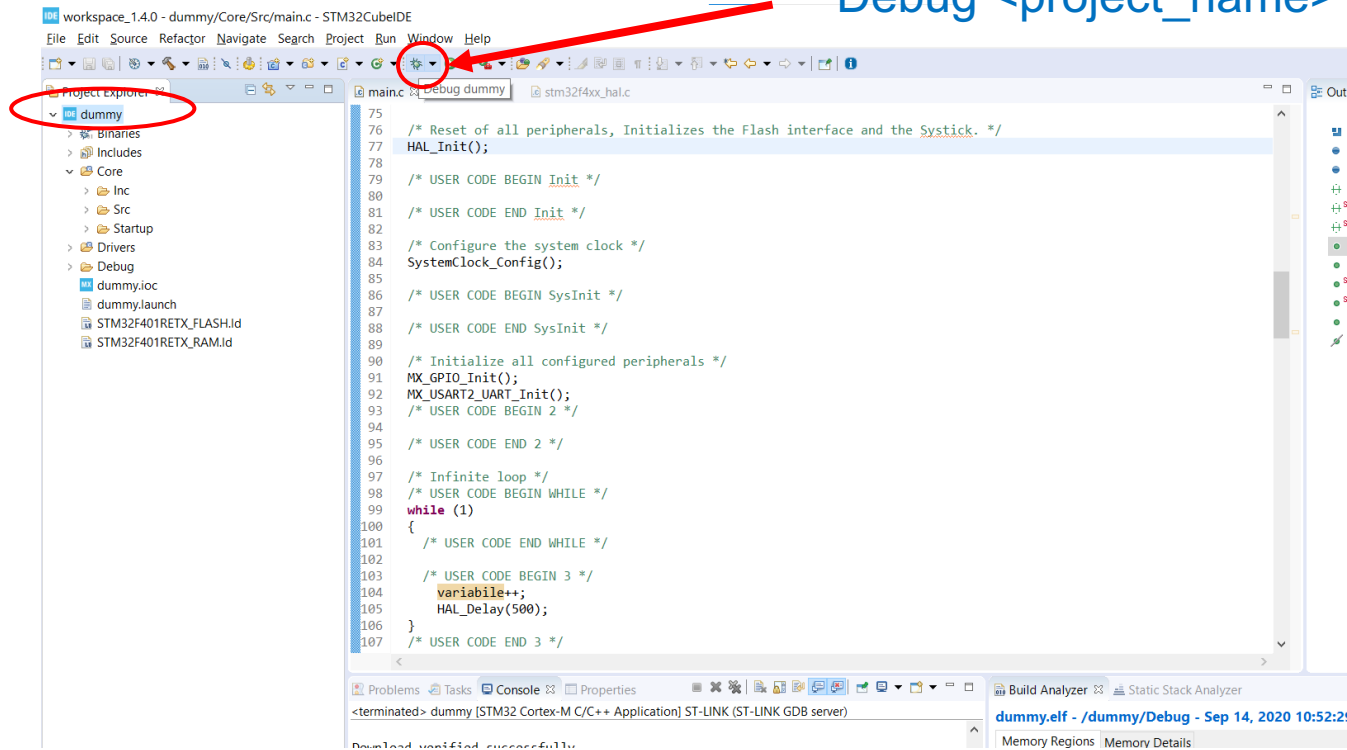 Debug <project_name>
IDE workspace_1.4.0 - dummy/Core/Src/main.c - STM32CubeIDE
File Edit Source Refactor Navigate Search Project Run Window Help
Project Explorer
main.c
Debug dummy
stm32f4xx_hal.c
Out
IDE dummy
Binaries
Includes
Core
Inc
Src
Startup
Drivers
Debug
MX dummy.ioc
dummy.launch
STM32F401RETX_FLASH.ld
STM32F401RETX_RAM.ld
75
76 /* Reset of all peripherals, Initializes the Flash interface and the Systick. */
77 HAL_Init();
78
79 /* USER CODE BEGIN Init */
80
81 /* USER CODE END Init */
82
83 /* Configure the system clock */
84 SystemClock_Config();
85
86 /* USER CODE BEGIN SysInit */
87
88 /* USER CODE END SysInit */
89
90 /* Initialize all configured peripherals */
91 MX_GPIO_Init();
92 MX_USART2_UART_Init();
93 /* USER CODE BEGIN 2 */
94
95 /* USER CODE END 2 */
96
97 /* Infinite loop */
98 /* USER CODE BEGIN WHILE */
99 while (1)
100 {
101 /* USER CODE END WHILE */
102
103 /* USER CODE BEGIN 3 */
104 variabile++;
105 HAL_Delay(500);
106 }
107 /* USER CODE END 3 */
Problems Tasks Console Properties
<terminated> dummy [STM32 Cortex-M C/C++ Application] ST-LINK (ST-LINK GDB server)
Download verified successfully
Build Analyzer Static Stack Analyzer
dummy.elf - /dummy/Debug - Sep 14, 2020 10:52:29
Memory Regions Memory Details